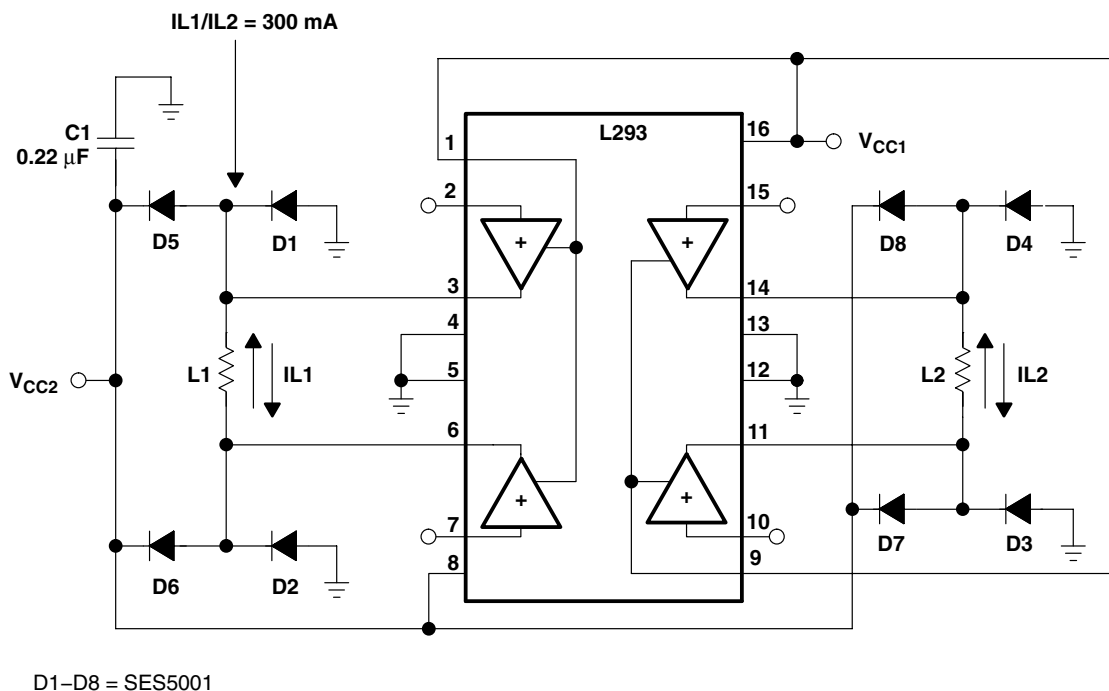 IL1/IL2 = 300 mA
C1
0.22 μF
L293
1
16
VCC1
2
15
D5
D1
D8
D4
+
+
3
14
4
13
VCC2
L1
IL1
5
12
L2
IL2
6
11
+
+
7
10
D6
D2
8
9
D7
D3
D1–D8 = SES5001